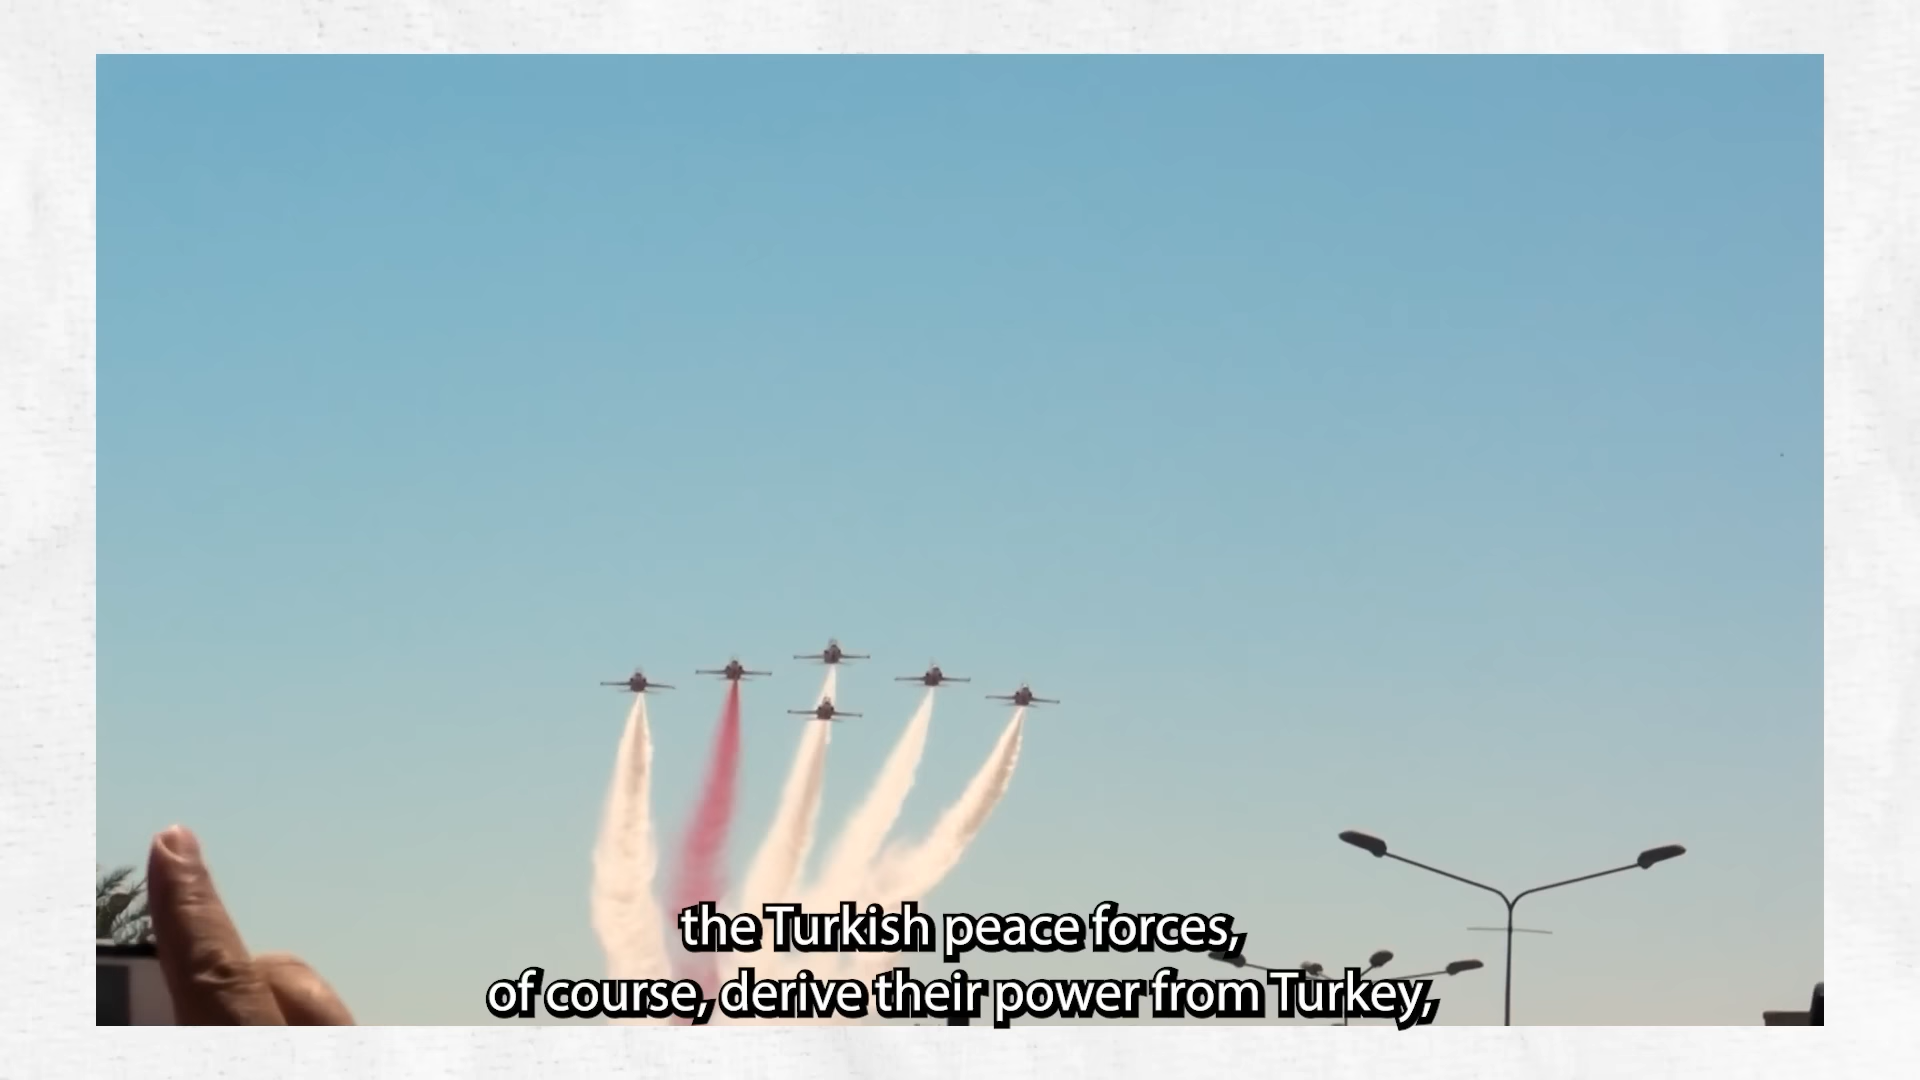 the Turkish peace forces,
of course, derive their power from Turkey,